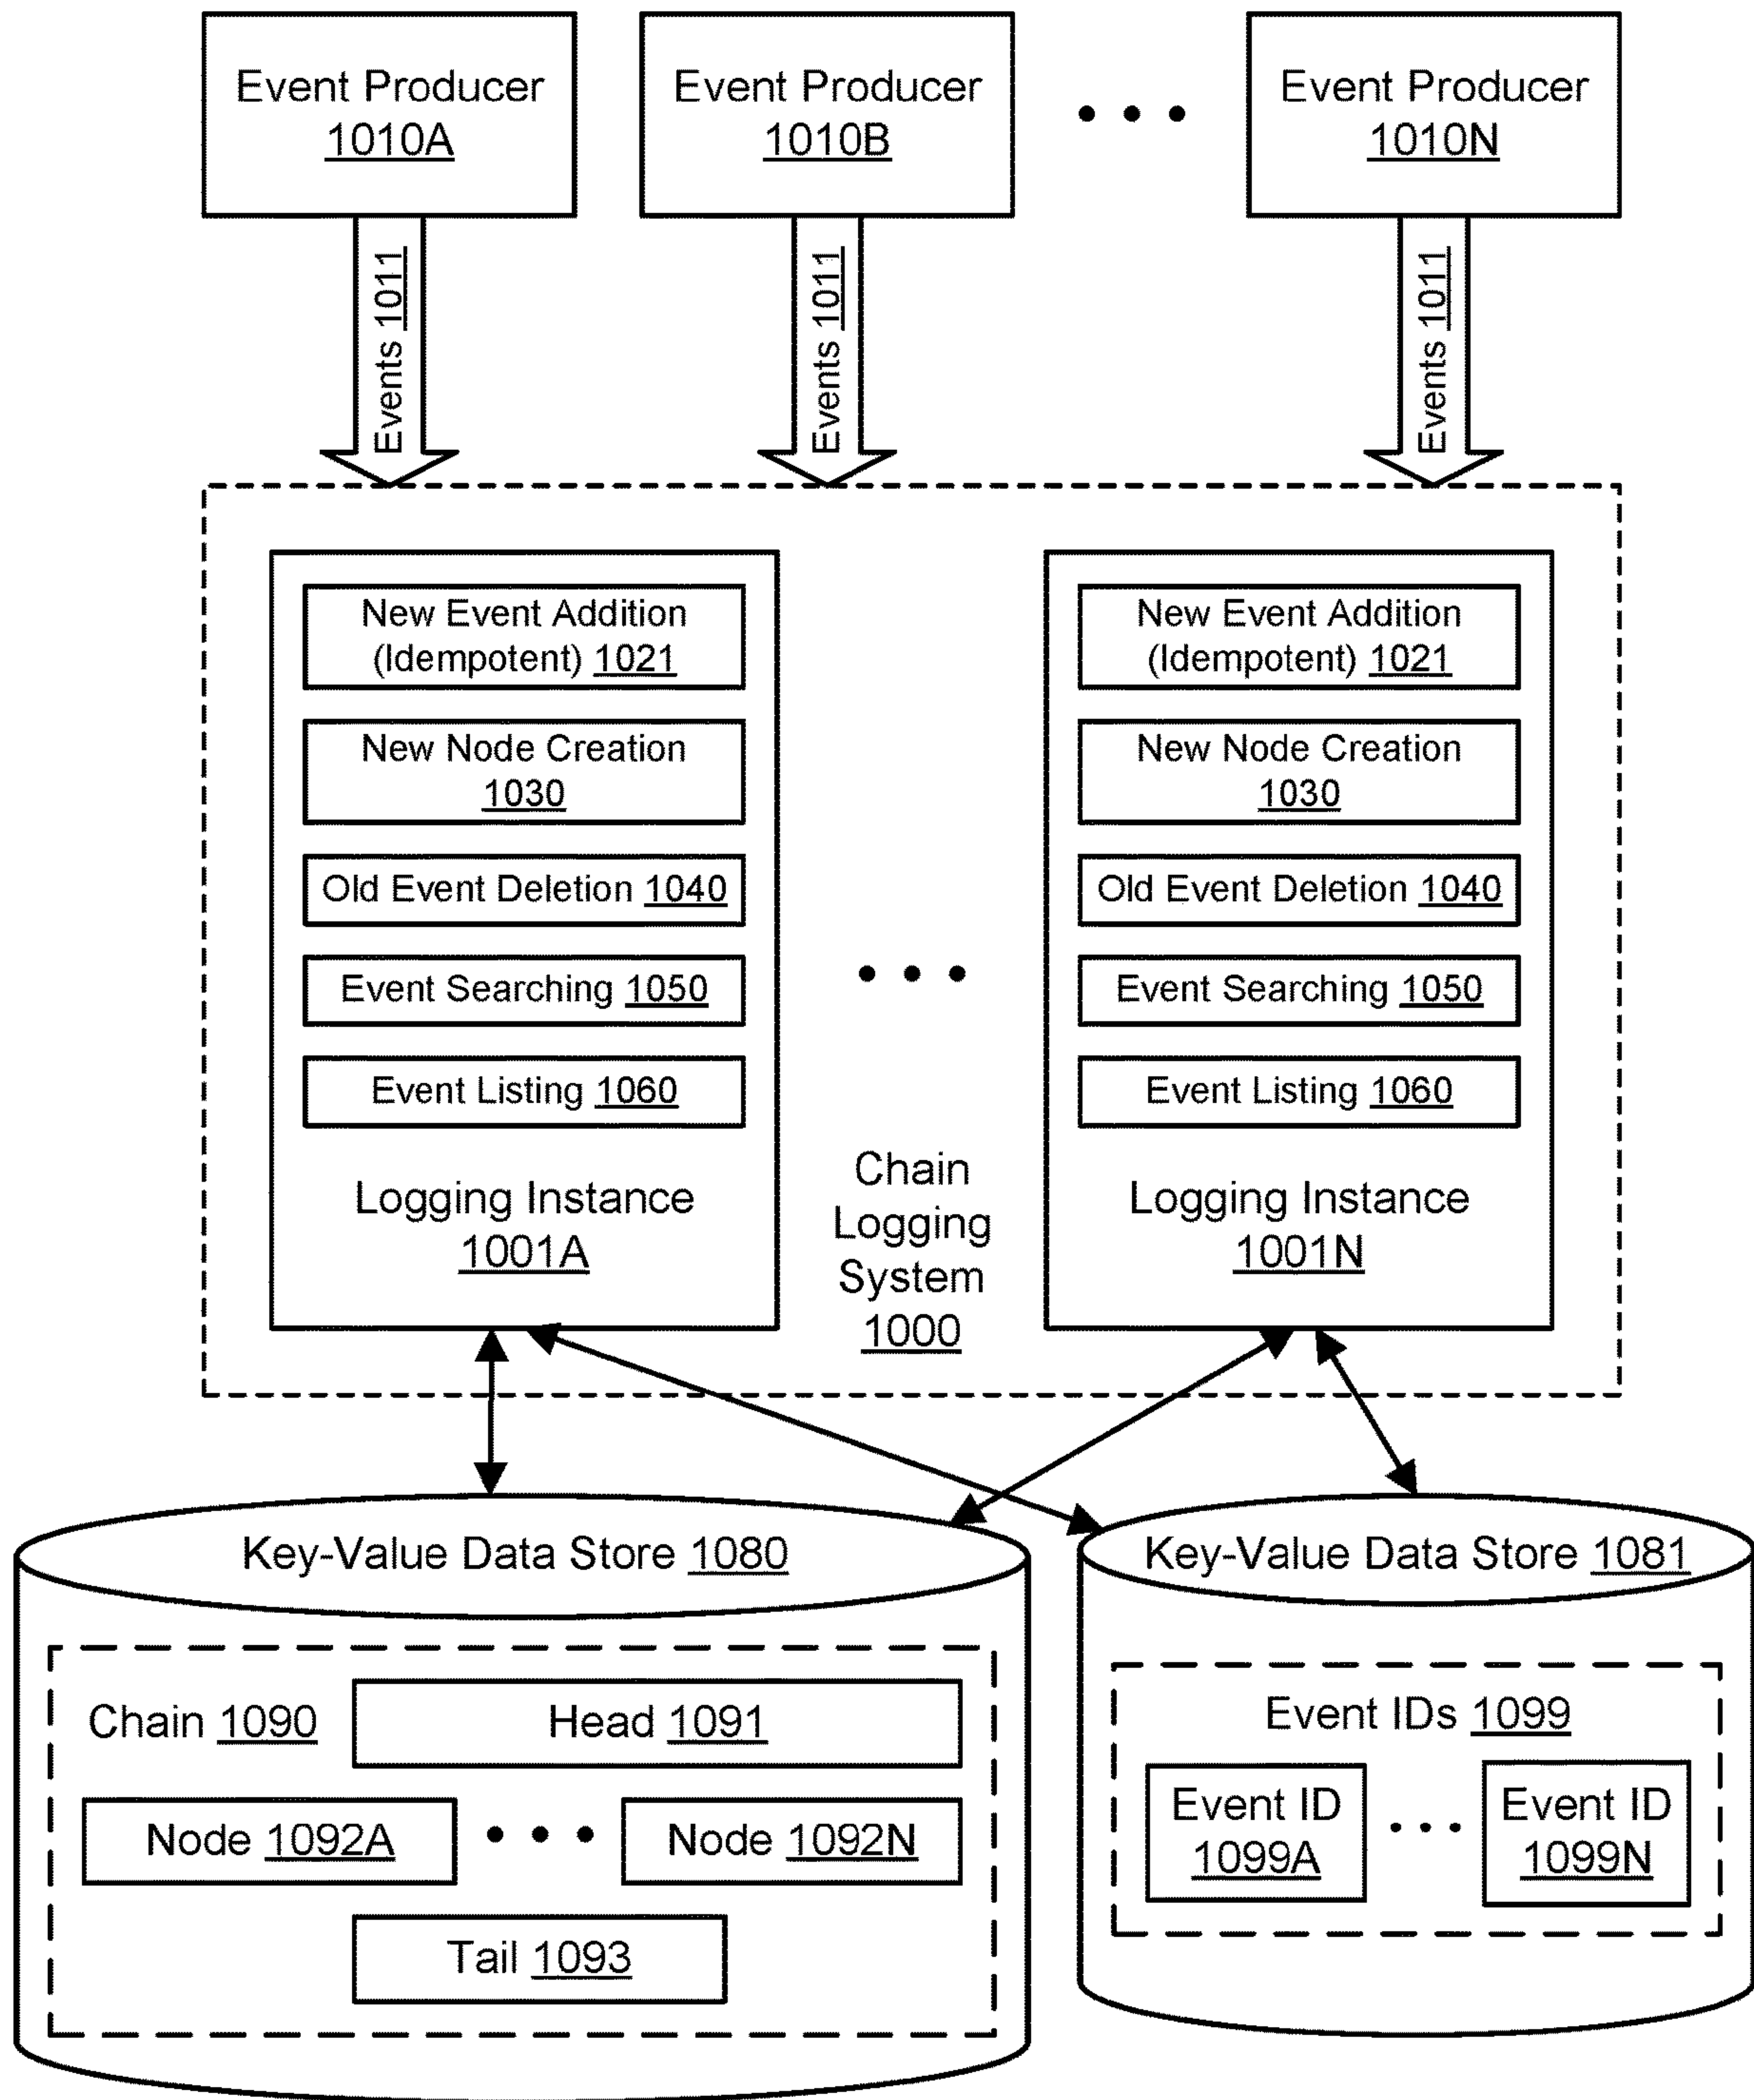 Event Producer
1010A
Event Producer
1010B
Event Producer
1010N
Events 1011
Events 1011
Events 1011
New Event Addition
(Idempotent) 1021
New Node Creation
1030
Old Event Deletion 1040
Event Searching 1050
Event Listing 1060
Logging Instance
1001A
Chain
Logging
System
1000
New Event Addition
(Idempotent) 1021
New Node Creation
1030
Old Event Deletion 1040
Event Searching 1050
Event Listing 1060
Logging Instance
1001N
Key-Value Data Store 1080
Chain 1090
Head 1091
Node 1092A
Node 1092N
Tail 1093
Key-Value Data Store 1081
Event IDs 1099
Event ID
1099A
Event ID
1099N